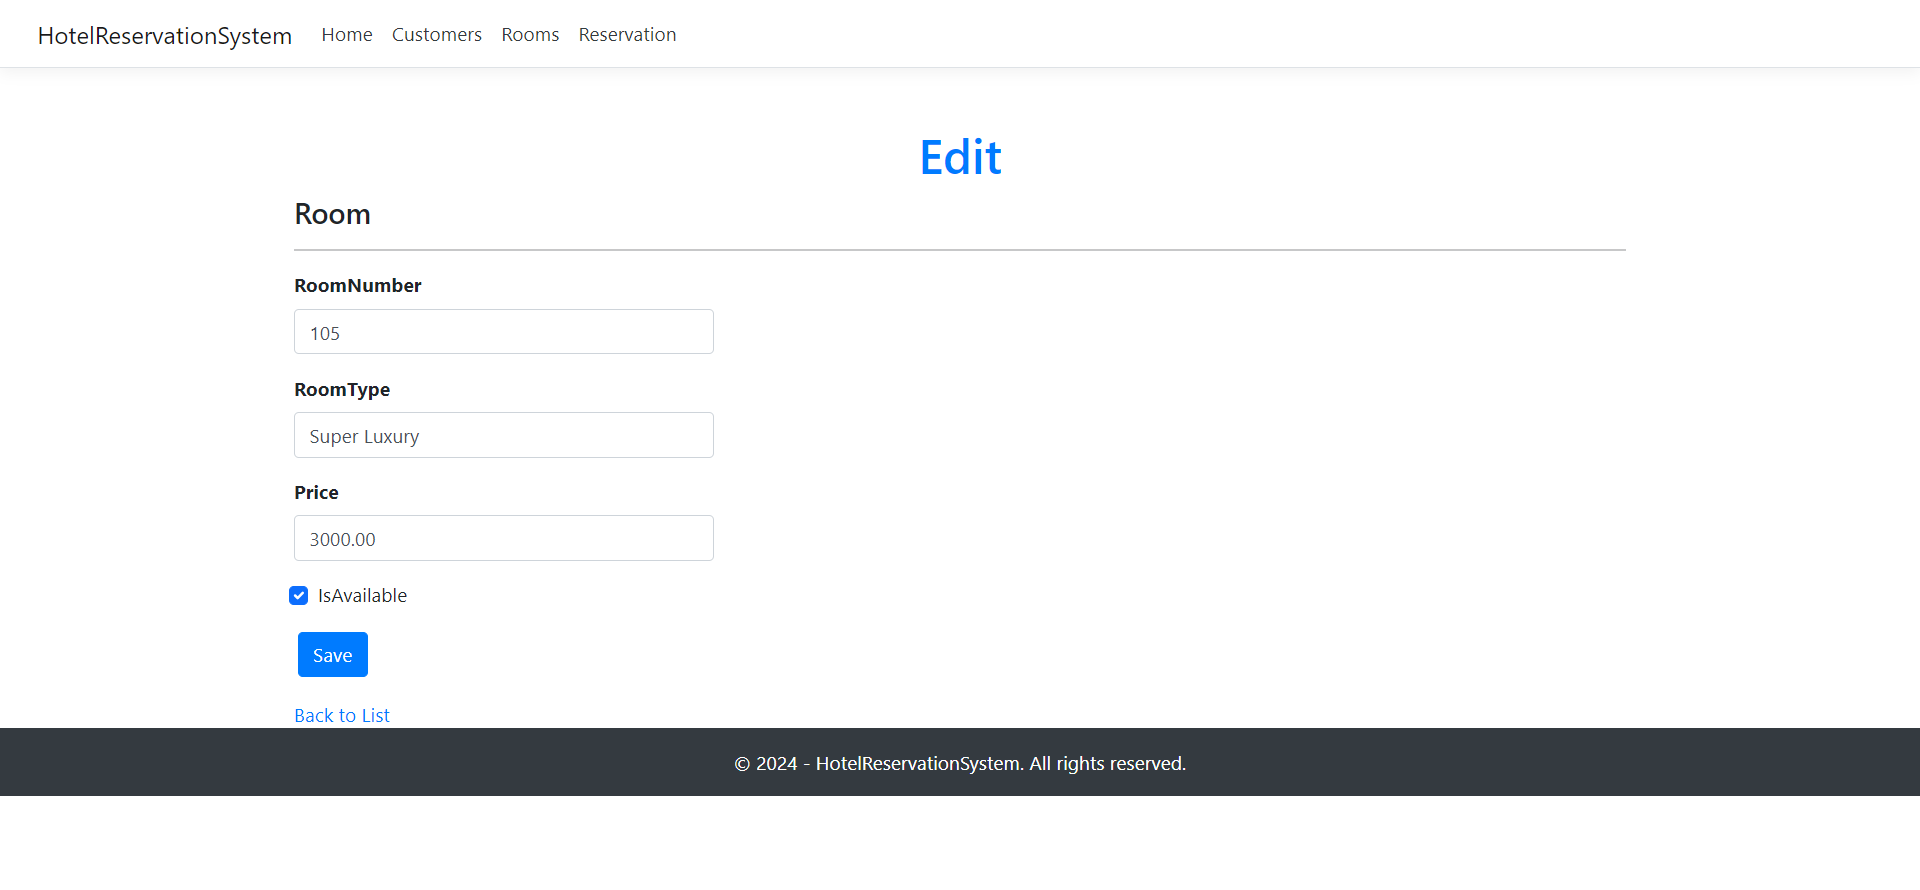 HotelReservationSystem Home Customers Rooms Reservation
Edit
Room
RoomNumber
105
RoomType
Super Luxury
Price
3000.00
IsAvailable
Save
Back to List
© 2024 - HotelReservationSystem. All rights reserved.